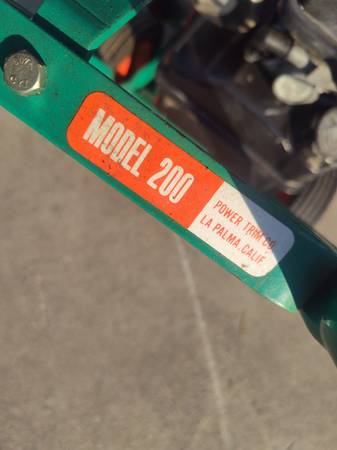 MODEL 200
POWER TRIM CO
LA PALMA, CALIF.